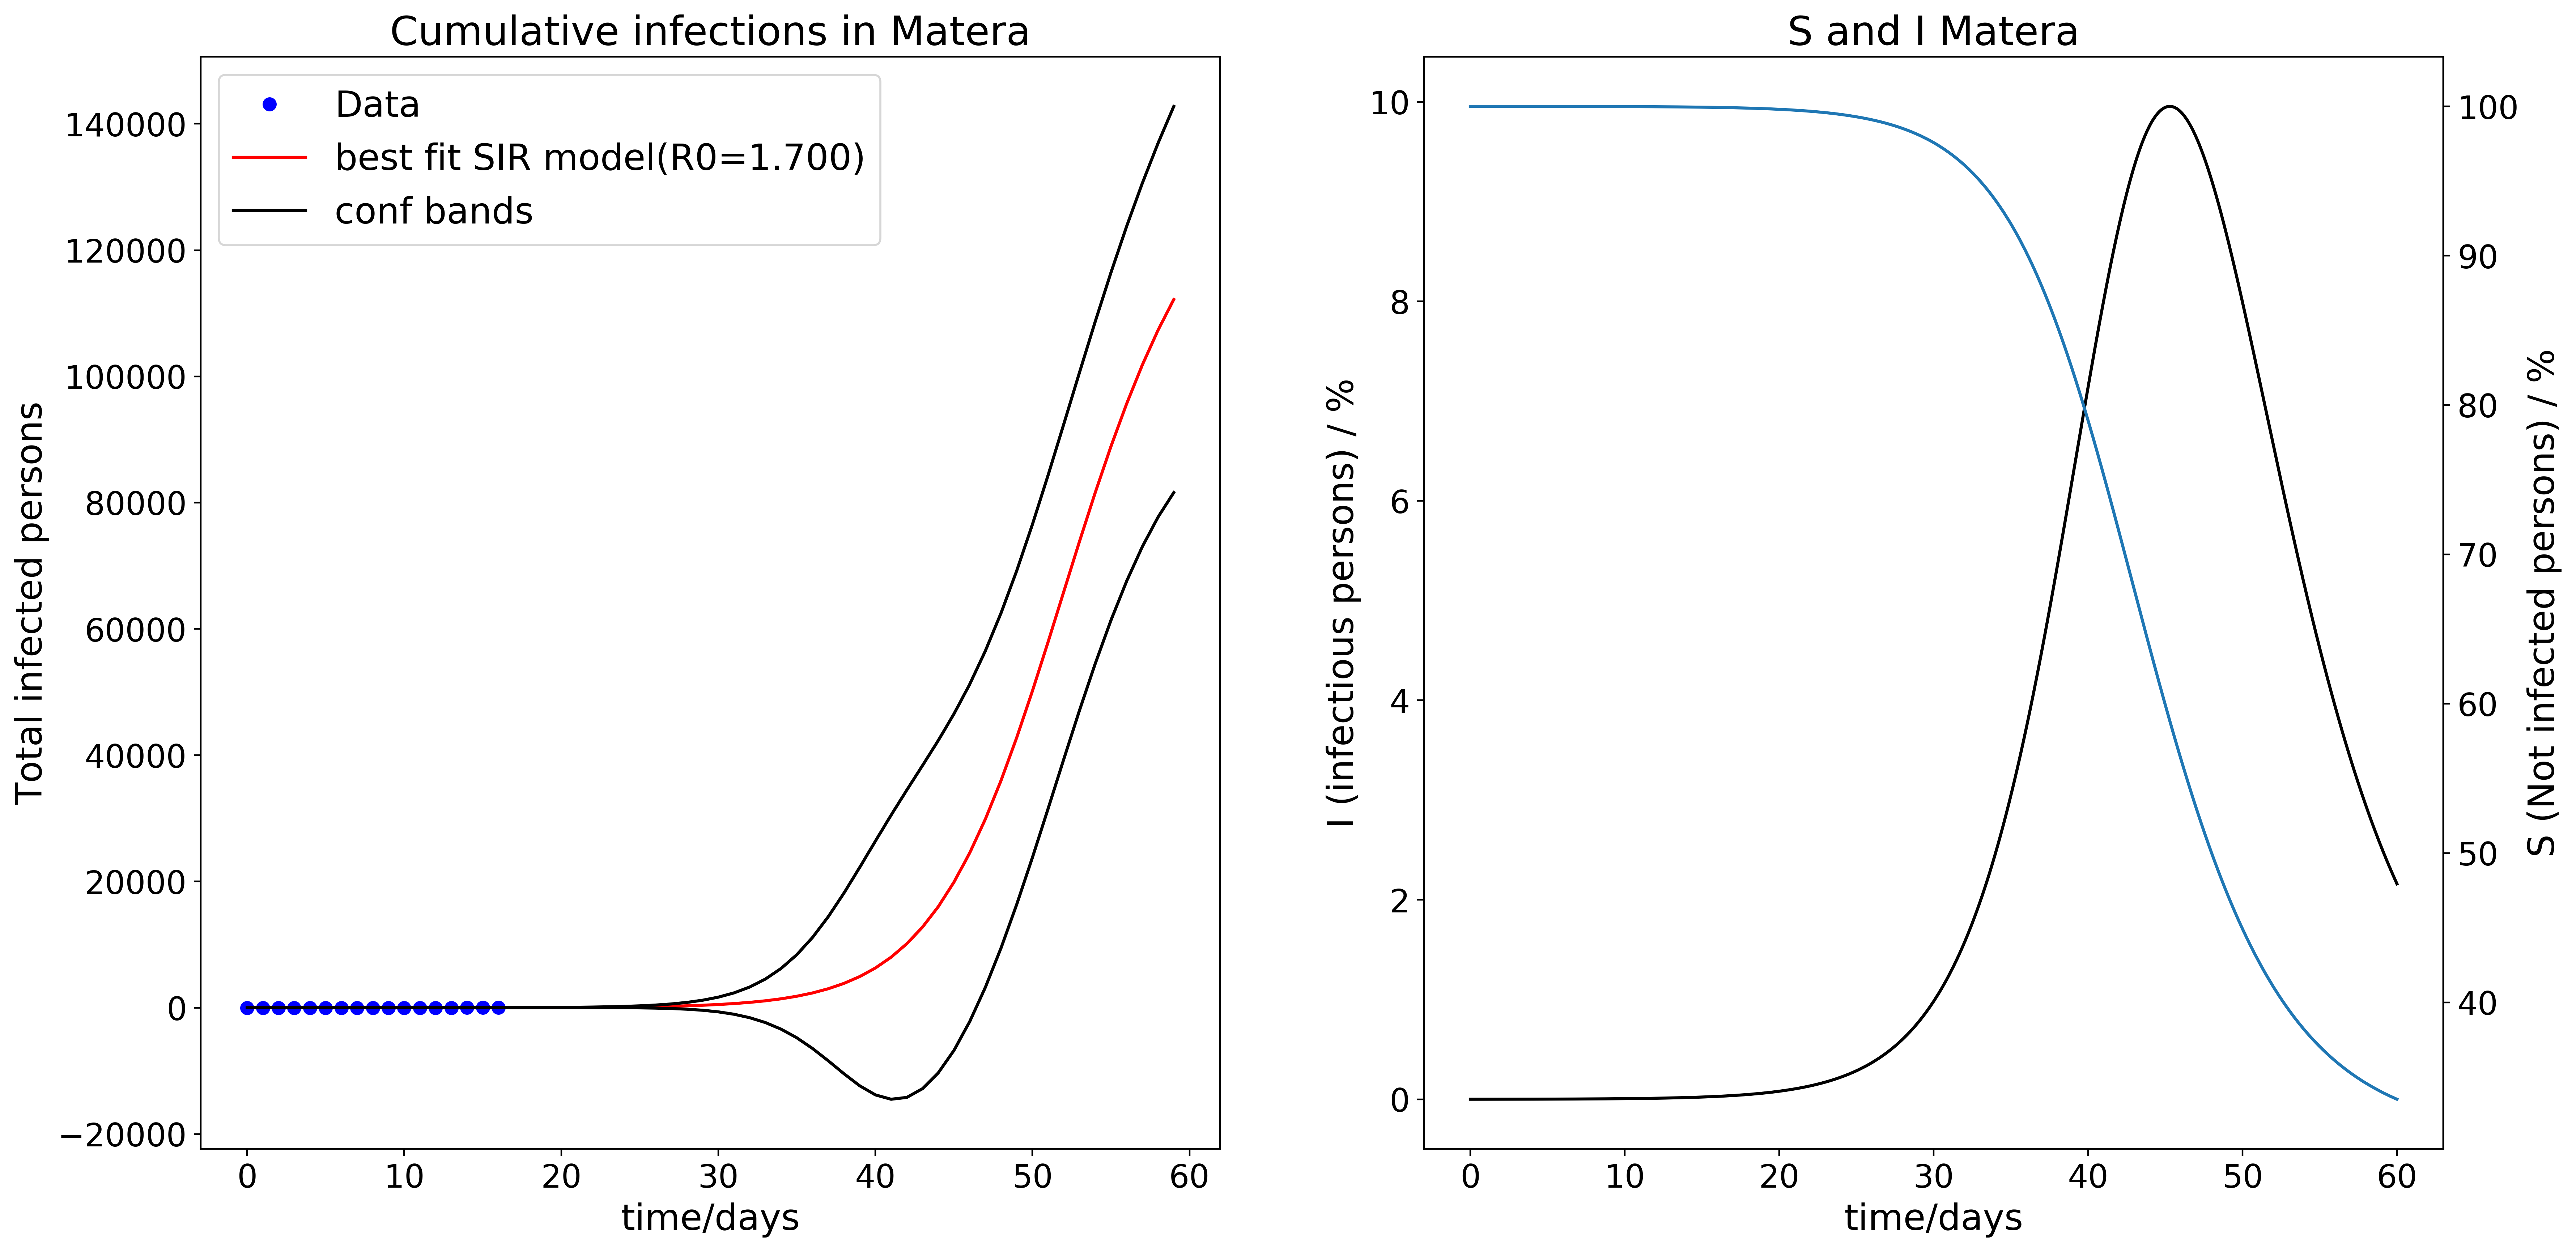 Cumulative infections in Matera
Data
best fit SIR model(R0=1.700)
conf bands
140000
120000
100000
80000
60000
40000
20000
0
−20000
Total infected persons
0 10 20 30 40 50 60
time/days
S and I Matera
10
8
6
4
2
0
I (infectious persons) / %
100
90
80
70
60
50
40
S (Not infected persons) / %
0 10 20 30 40 50 60
time/days